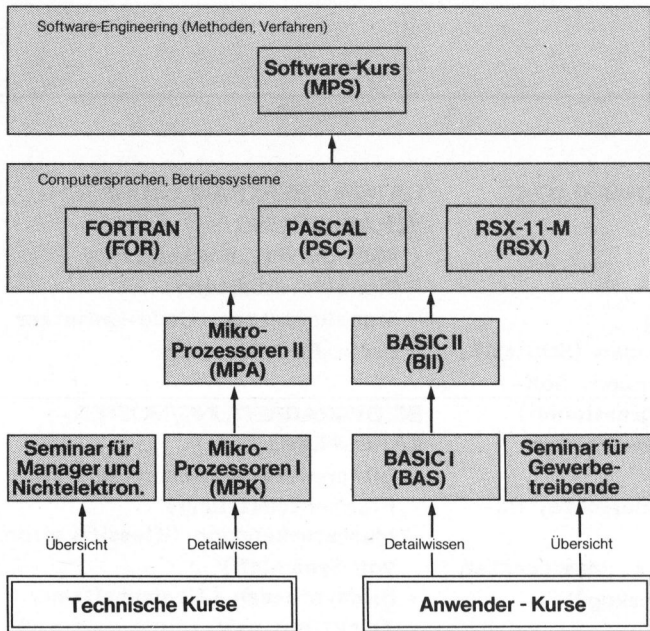 Software-Engineering (Methoden, Verfahren)
Software-Kurs
(MPS)
Computersprachen, Betriebssysteme
FORTRAN
(FOR)
PASCAL
(PSC)
RSX-11-M
(RSX)
Mikro-
Prozessoren II
(MPA)
BASIC II
(BII)
Seminar für
Manager und
Nichtelektron.
Mikro-
Prozessoren I
(MPK)
BASIC I
(BAS)
Seminar für
Gewerbe-
treibende
Übersicht
Detailwissen
Detailwissen
Übersicht
Technische Kurse
Anwender - Kurse